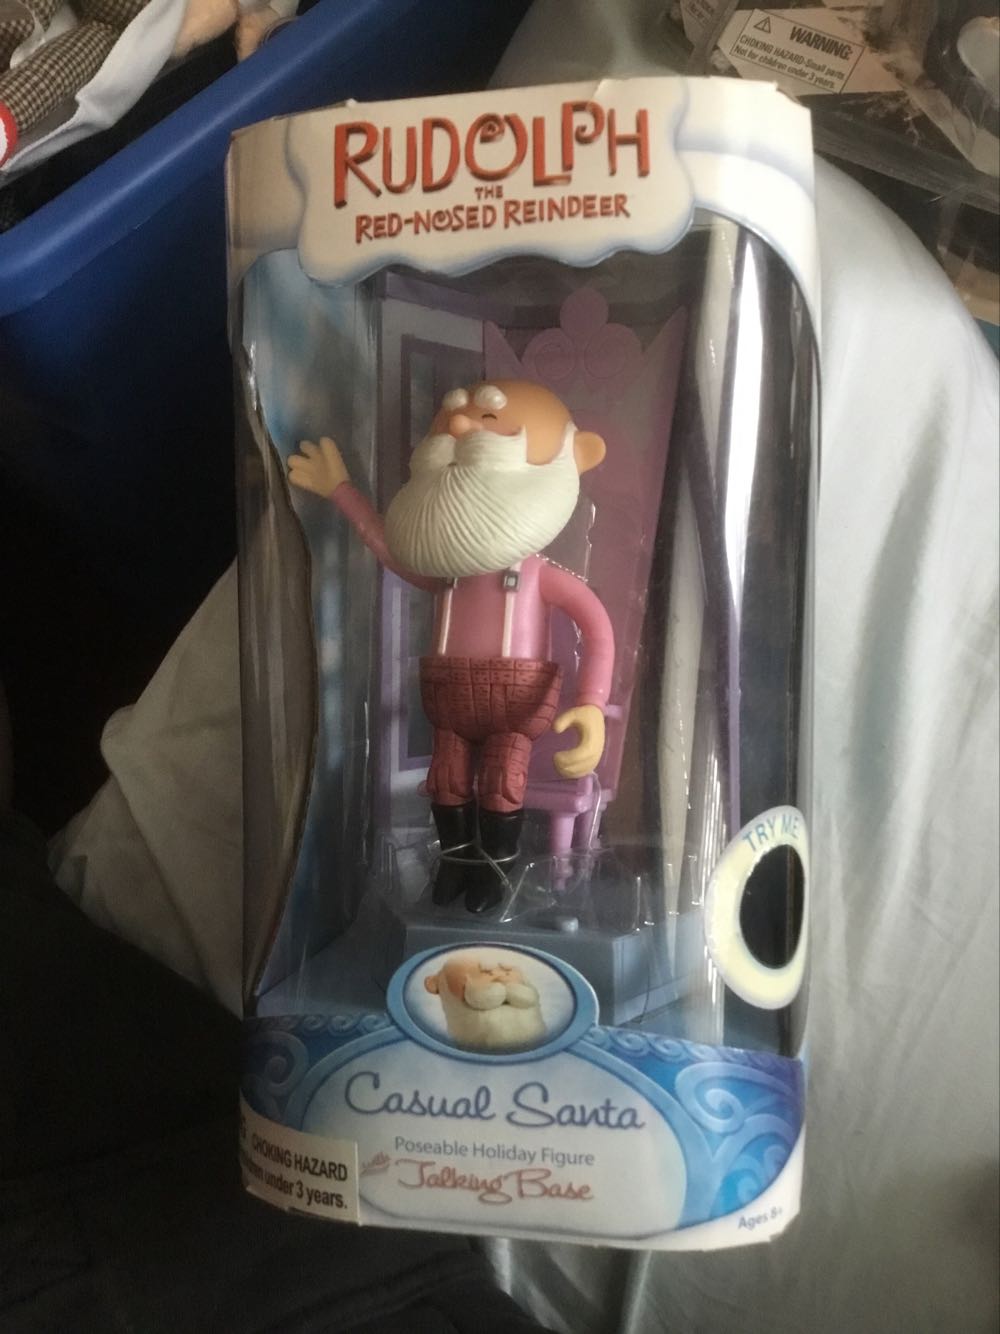 WARNING:
CHOKING HAZARD-Small parts
Not for children under 3 years.
RUDOLPH
THE
RED-NOSED REINDEER
TRY ME
Casual Santa
Poseable Holiday Figure
with Talking Base
CHOKING HAZARD
under 3 years.
Ages 8+